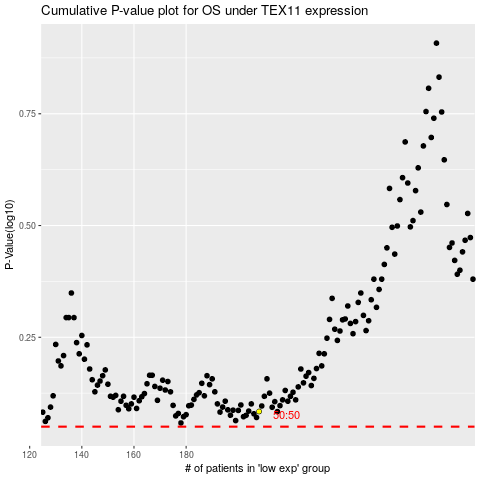 Cumulative P-value plot for OS under TEX11 expression
0.75
0.50
0.25
P-Value(log10)
50:50
120 140 160 180
# of patients in 'low exp' group